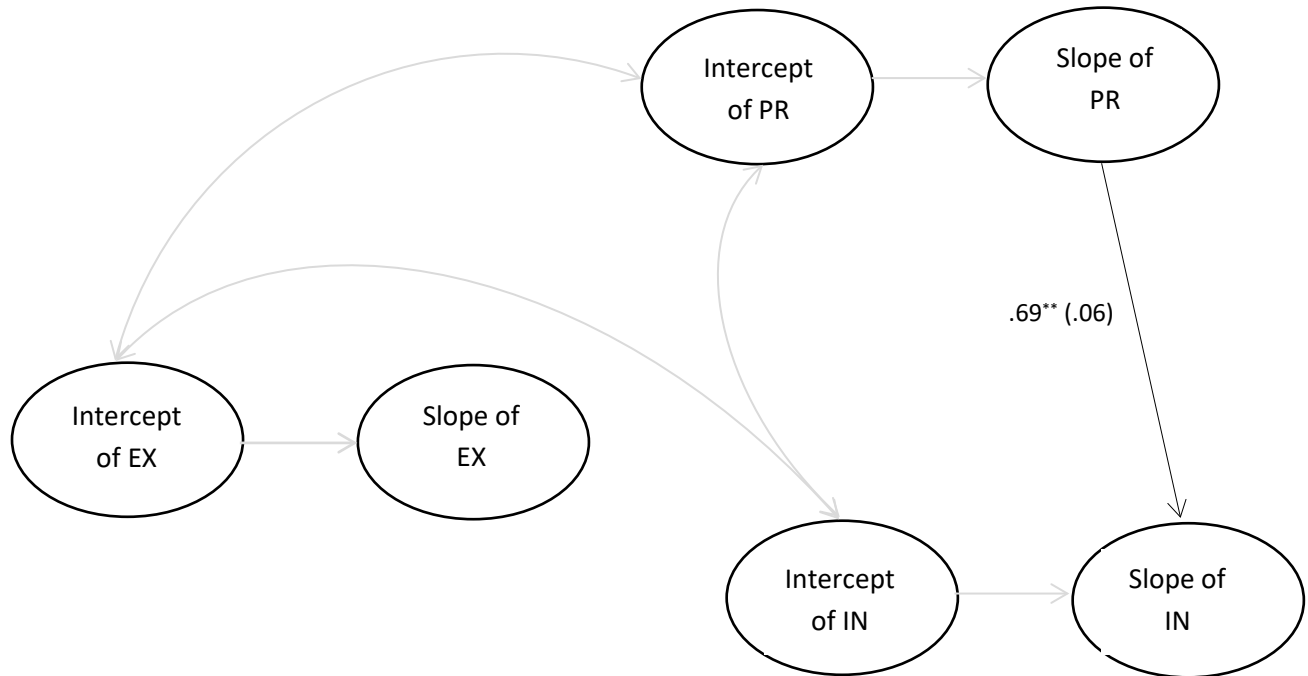 Intercept
of PR
Slope of
PR
.69** (.06)
Intercept
of EX
Slope of
EX
Intercept
of IN
Slope of
IN